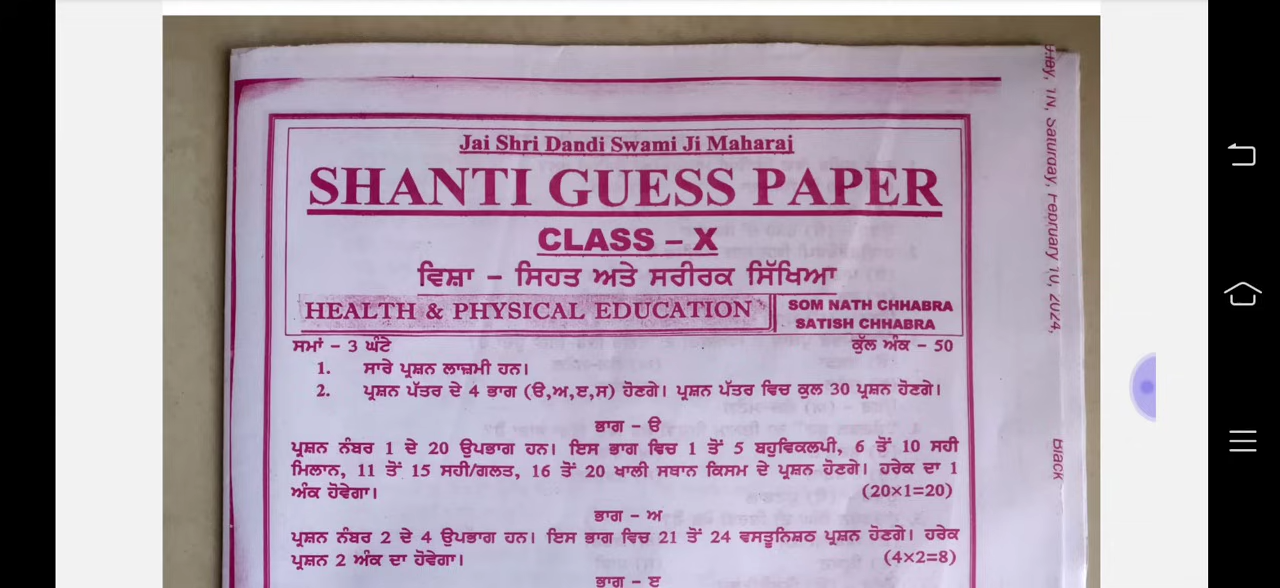 Jai Shri Dandi Swami Ji Maharaj
SHANTI GUESS PAPER
CLASS – X
ਵਿਸ਼ਾ – ਸਿਹਤ ਅਤੇ ਸਰੀਰਕ ਸਿੱਖਿਆ
HEALTH & PHYSICAL EDUCATION
SOM NATH CHHABRA
SATISH CHHABRA
ਸਮਾਂ – 3 ਘੰਟੇ ਕੁੱਲ ਅੰਕ – 50
1. ਸਾਰੇ ਪ੍ਰਸ਼ਨ ਲਾਜ਼ਮੀ ਹਨ।
2. ਪ੍ਰਸ਼ਨ ਪੱਤਰ ਦੇ 4 ਭਾਗ (ੳ,ਅ,ੲ,ਸ) ਹੋਣਗੇ। ਪ੍ਰਸ਼ਨ ਪੱਤਰ ਵਿਚ ਕੁਲ 30 ਪ੍ਰਸ਼ਨ ਹੋਣਗੇ।
ਭਾਗ – ੳ
ਪ੍ਰਸ਼ਨ ਨੰਬਰ 1 ਦੇ 20 ਉਪਭਾਗ ਹਨ। ਇਸ ਭਾਗ ਵਿਚ 1 ਤੋਂ 5 ਬਹੁਵਿਕਲਪੀ, 6 ਤੋਂ 10 ਸਹੀ
ਮਿਲਾਨ, 11 ਤੋਂ 15 ਸਹੀ/ਗਲਤ, 16 ਤੋਂ 20 ਖਾਲੀ ਸਥਾਨ ਕਿਸਮ ਦੇ ਪ੍ਰਸ਼ਨ ਹੋਣਗੇ। ਹਰੇਕ ਦਾ 1
ਅੰਕ ਹੋਵੇਗਾ। (20×1=20)
ਭਾਗ – ਅ
ਪ੍ਰਸ਼ਨ ਨੰਬਰ 2 ਦੇ 4 ਉਪਭਾਗ ਹਨ। ਇਸ ਭਾਗ ਵਿਚ 21 ਤੋਂ 24 ਵਸਤੂਨਿਸ਼ਠ ਪ੍ਰਸ਼ਨ ਹੋਣਗੇ। ਹਰੇਕ
ਪ੍ਰਸ਼ਨ 2 ਅੰਕ ਦਾ ਹੋਵੇਗਾ। (4×2=8)
ਭਾਗ – ੲ
TN, Saturday, February 10, 2024,
Black